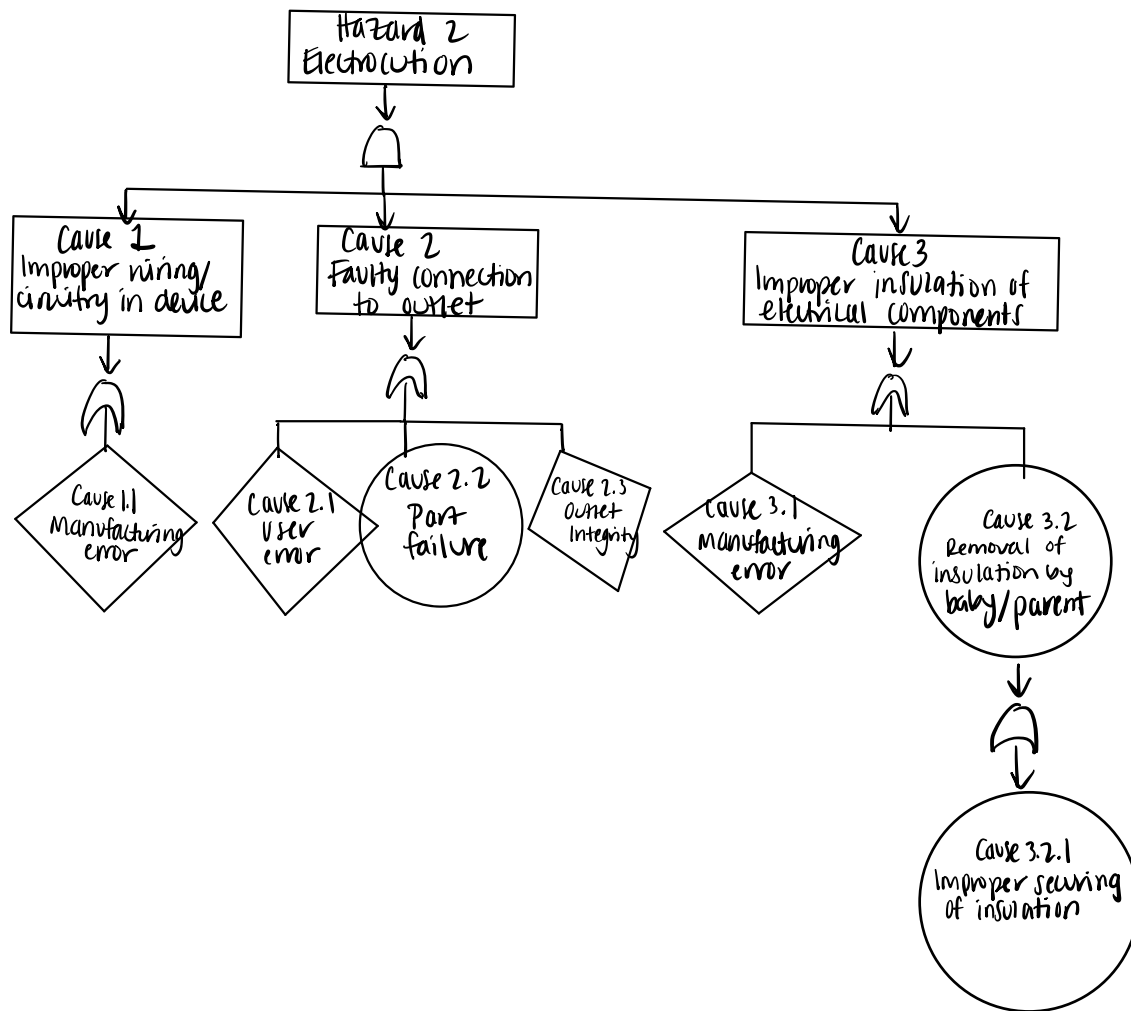 Hazard 2
Electrocution
Cause 1
Improper wiring/
circuitry in device
Cause 2
Faulty connection
to outlet
Cause 3
Improper insulation of
electrical components
Cause 1.1
Manufacturing
error
Cause 2.1
User
error
Cause 2.2
Part
failure
Cause 2.3
Outlet
Integrity
Cause 3.1
Manufacturing
error
Cause 3.2
Removal of
insulation by
baby/parent
Cause 3.2.1
Improper securing
of insulation